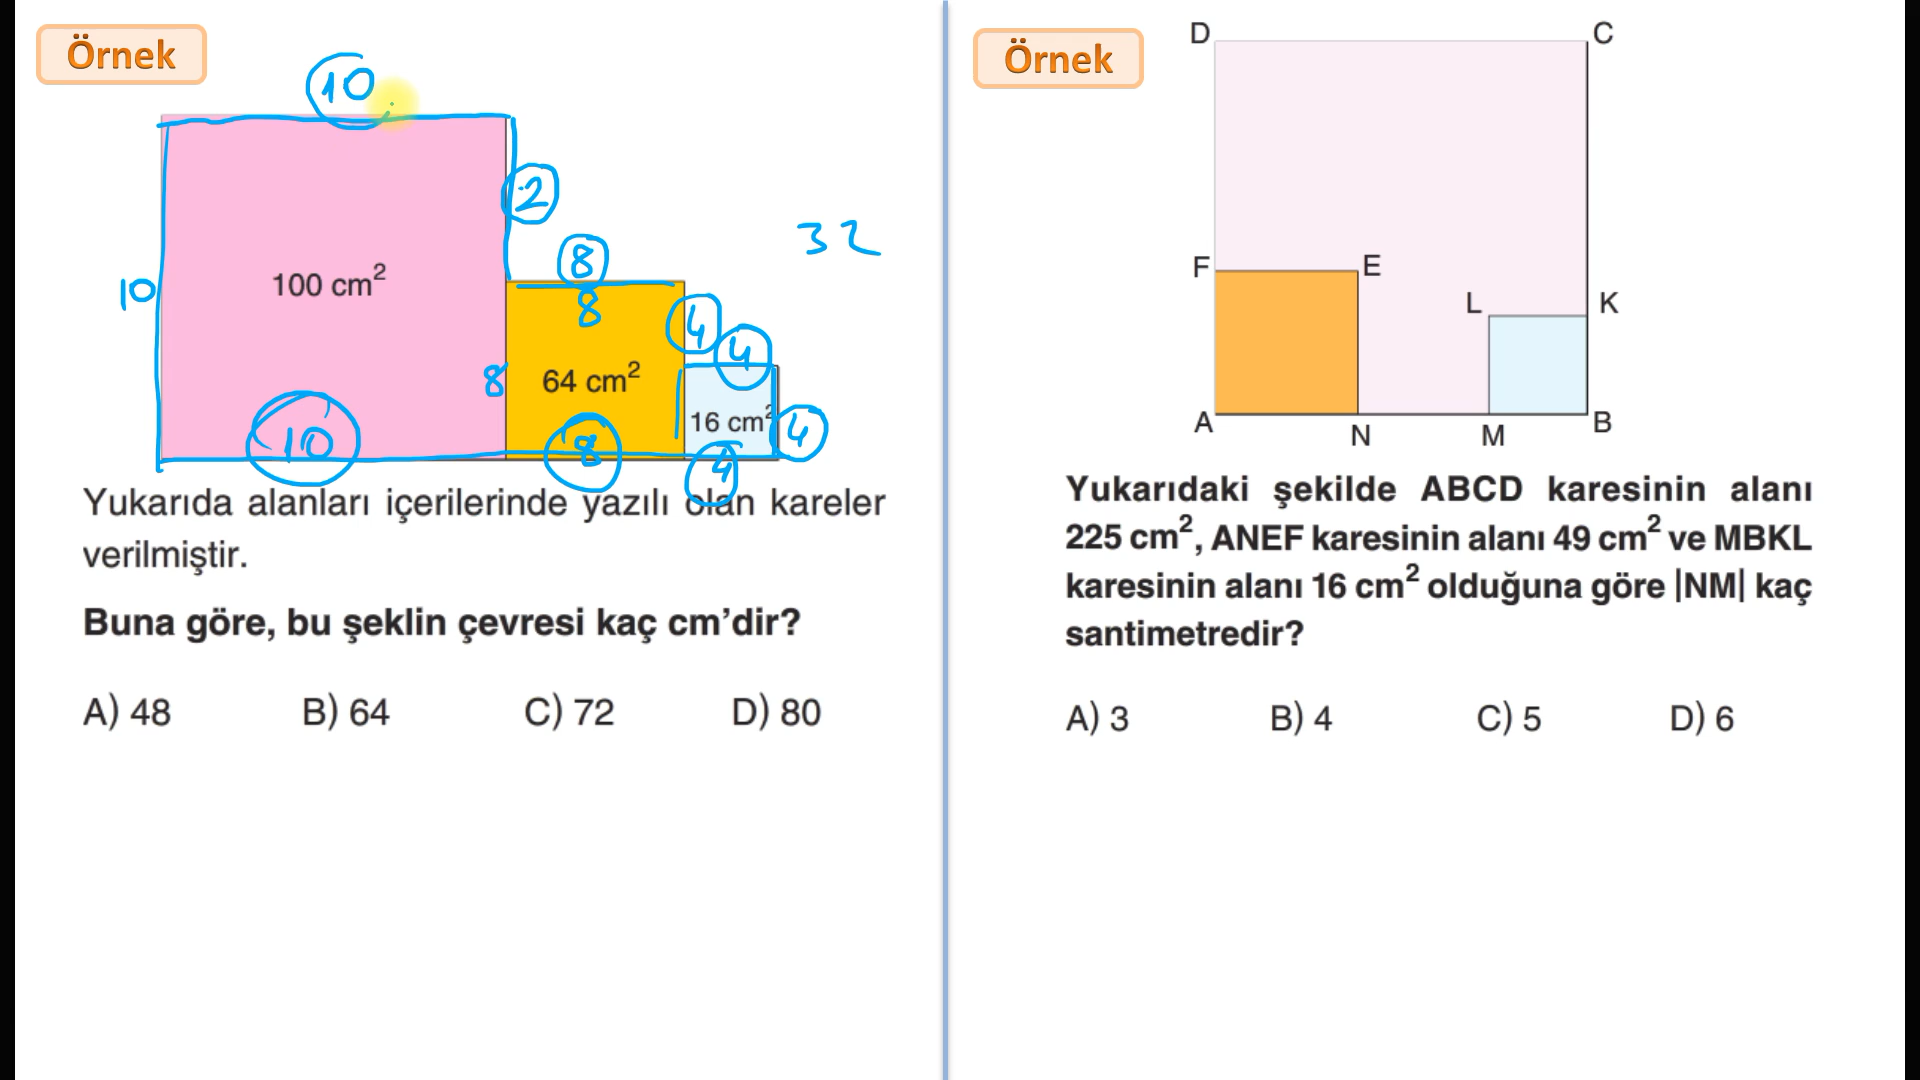 Örnek
10
2
32
8
8
100 cm²
10
4
4
8
64 cm²
16 cm²
4
10
8
4
Yukarıda alanları içerilerinde yazılı olan kareler
verilmiştir.
Buna göre, bu şeklin çevresi kaç cm'dir?
A) 48 B) 64 C) 72 D) 80
Örnek
D C
F E
L K
A N M B
Yukarıdaki şekilde ABCD karesinin alanı
225 cm², ANEF karesinin alanı 49 cm² ve MBKL
karesinin alanı 16 cm² olduğuna göre |NM| kaç
santimetredir?
A) 3 B) 4 C) 5 D) 6